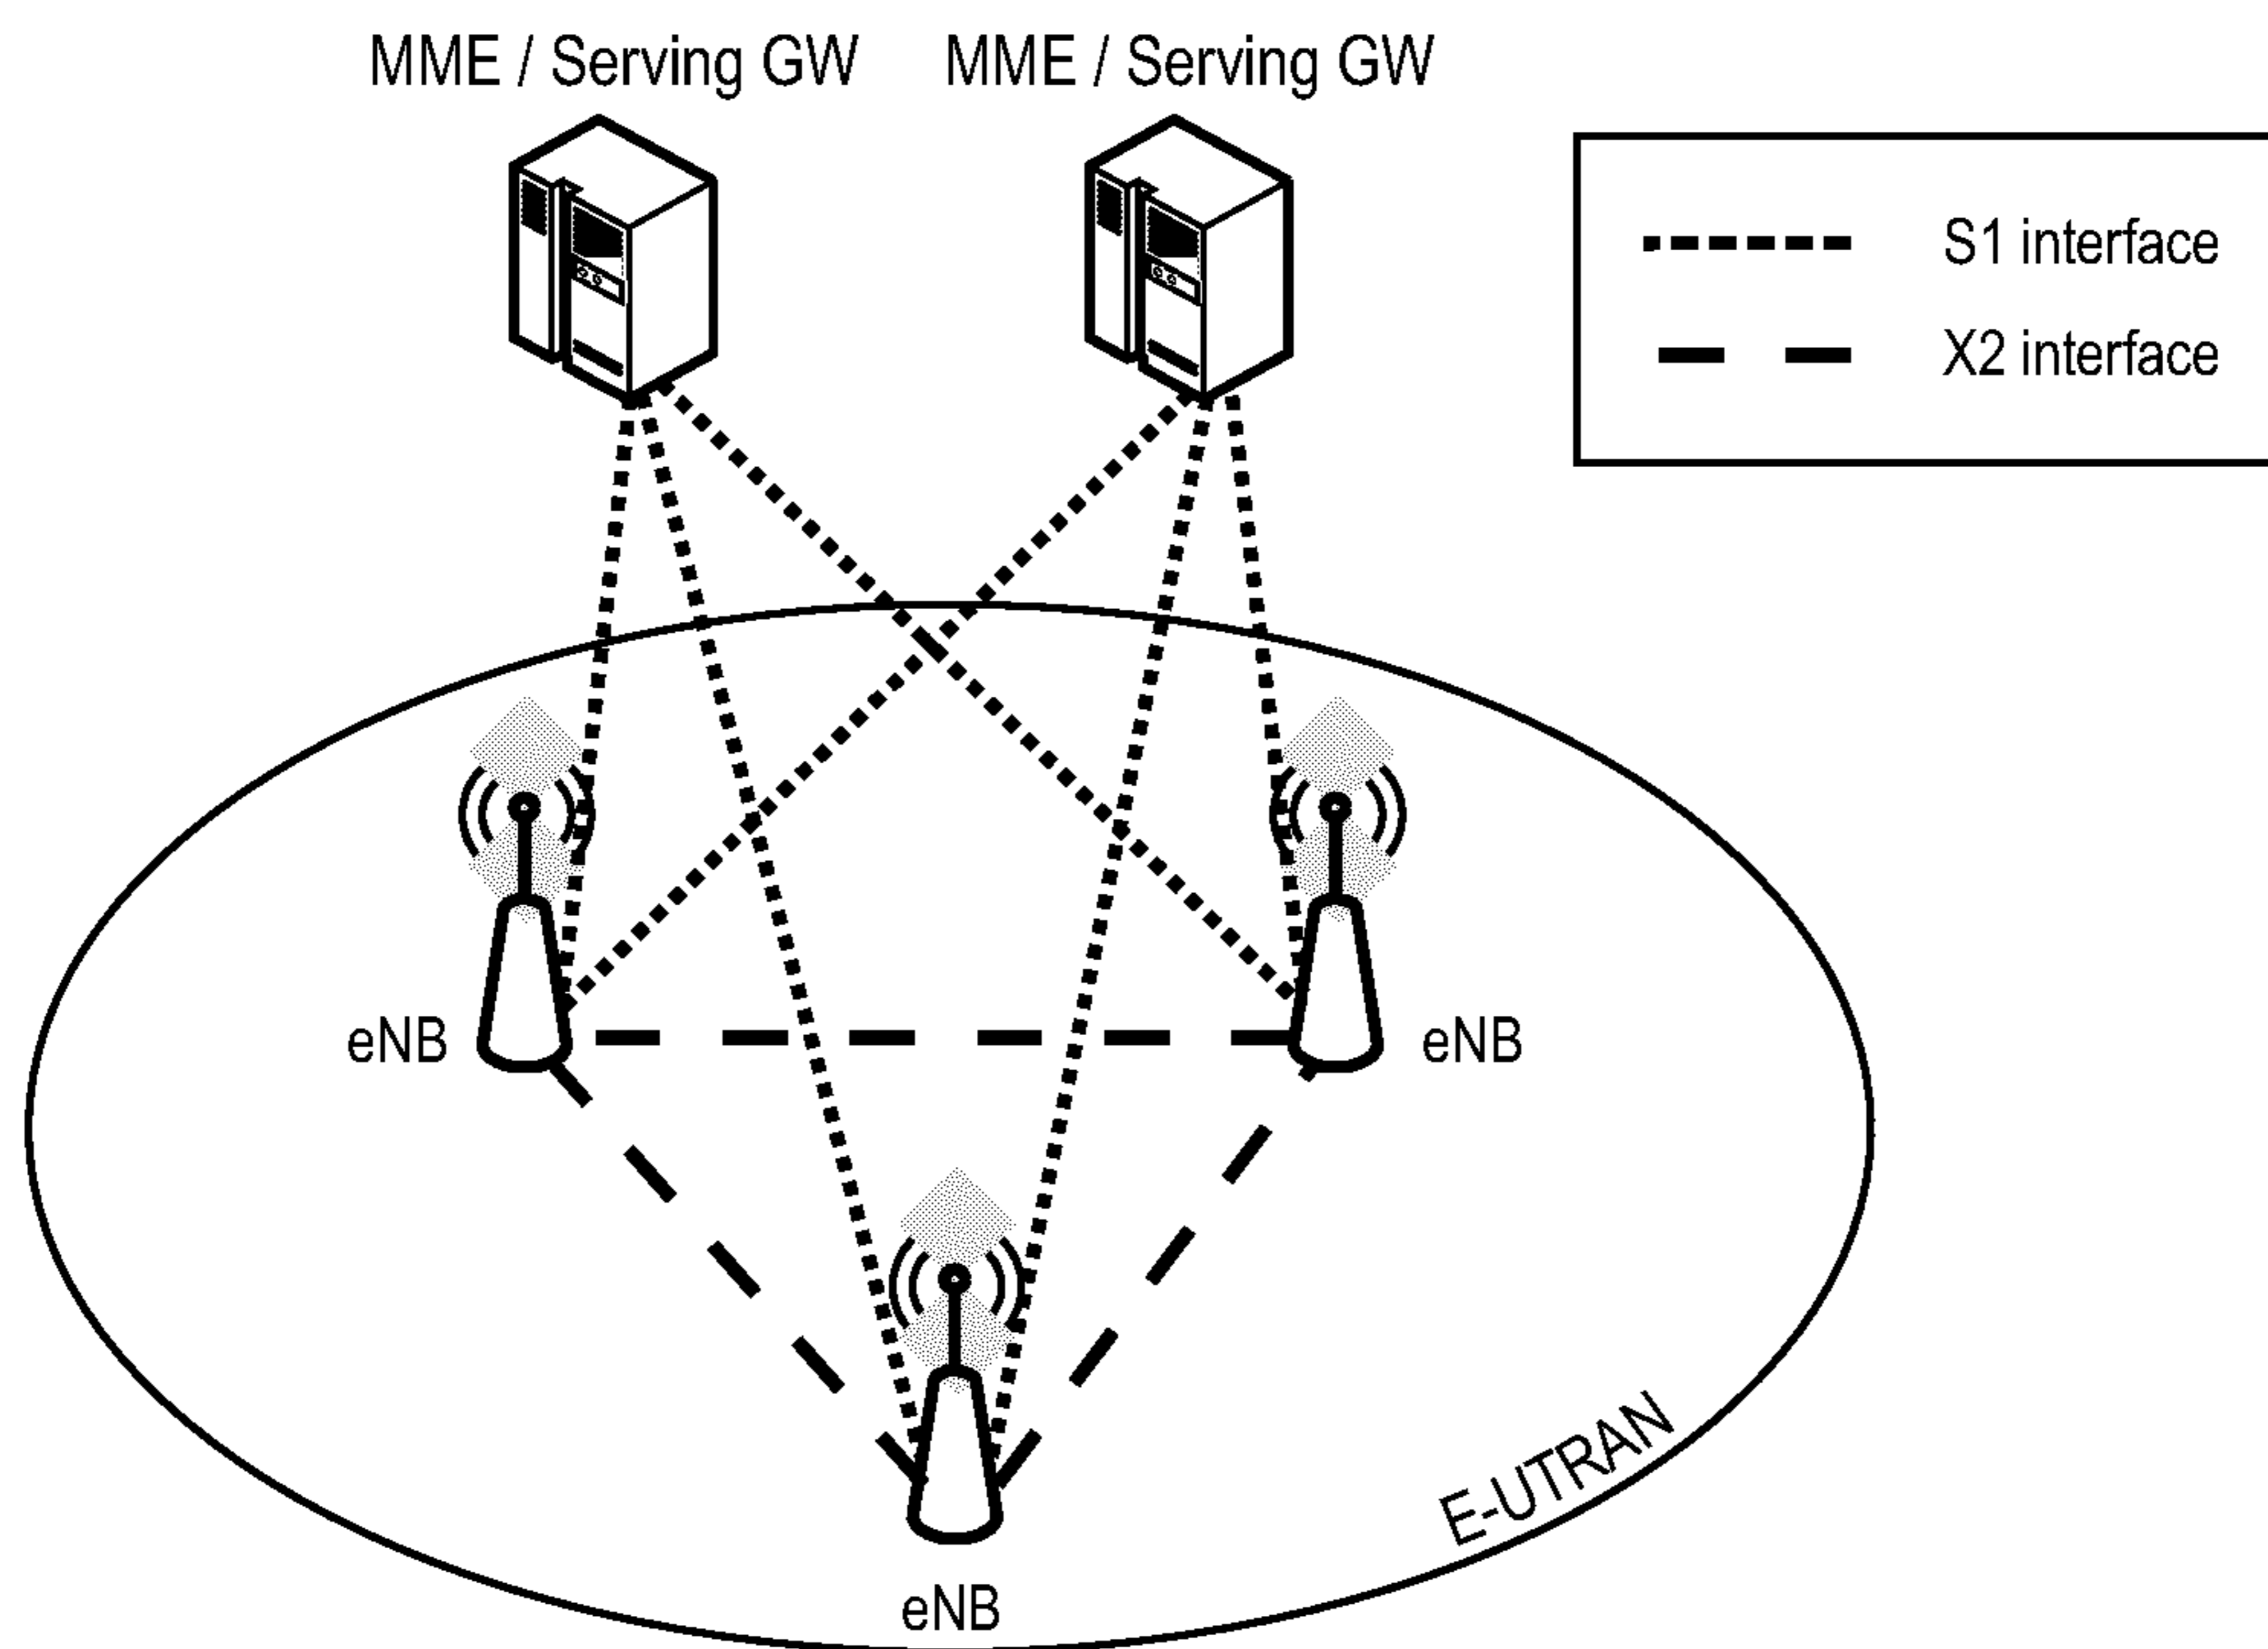 MME / Serving GW
MME / Serving GW
S1 interface
X2 interface
eNB
eNB
E-UTRAN
eNB